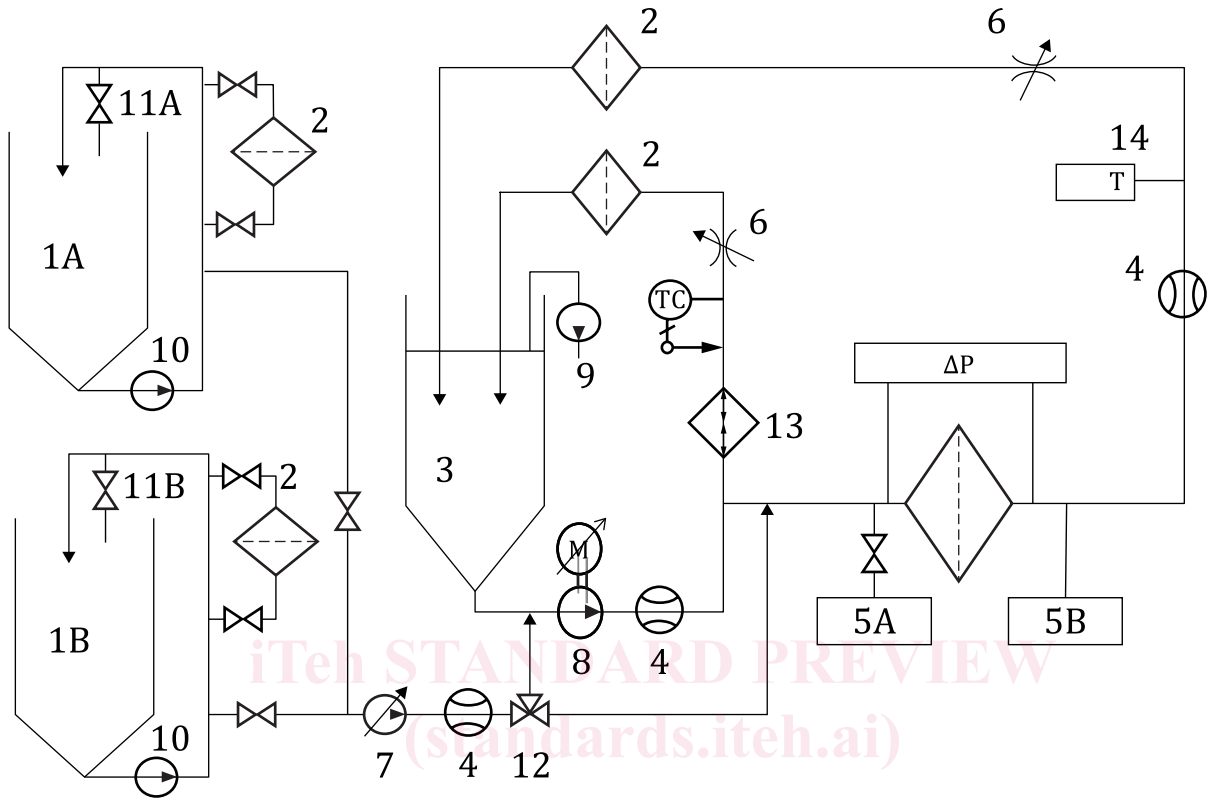 2
6
11A
2
14
T
2
6
1A
4
TC
10
9
ΔP
13
3
11B
2
M
5A
5B
1B
8
4
iTeh STANDARD PREVIEW
10
(standards.iteh.ai)
7
4
12